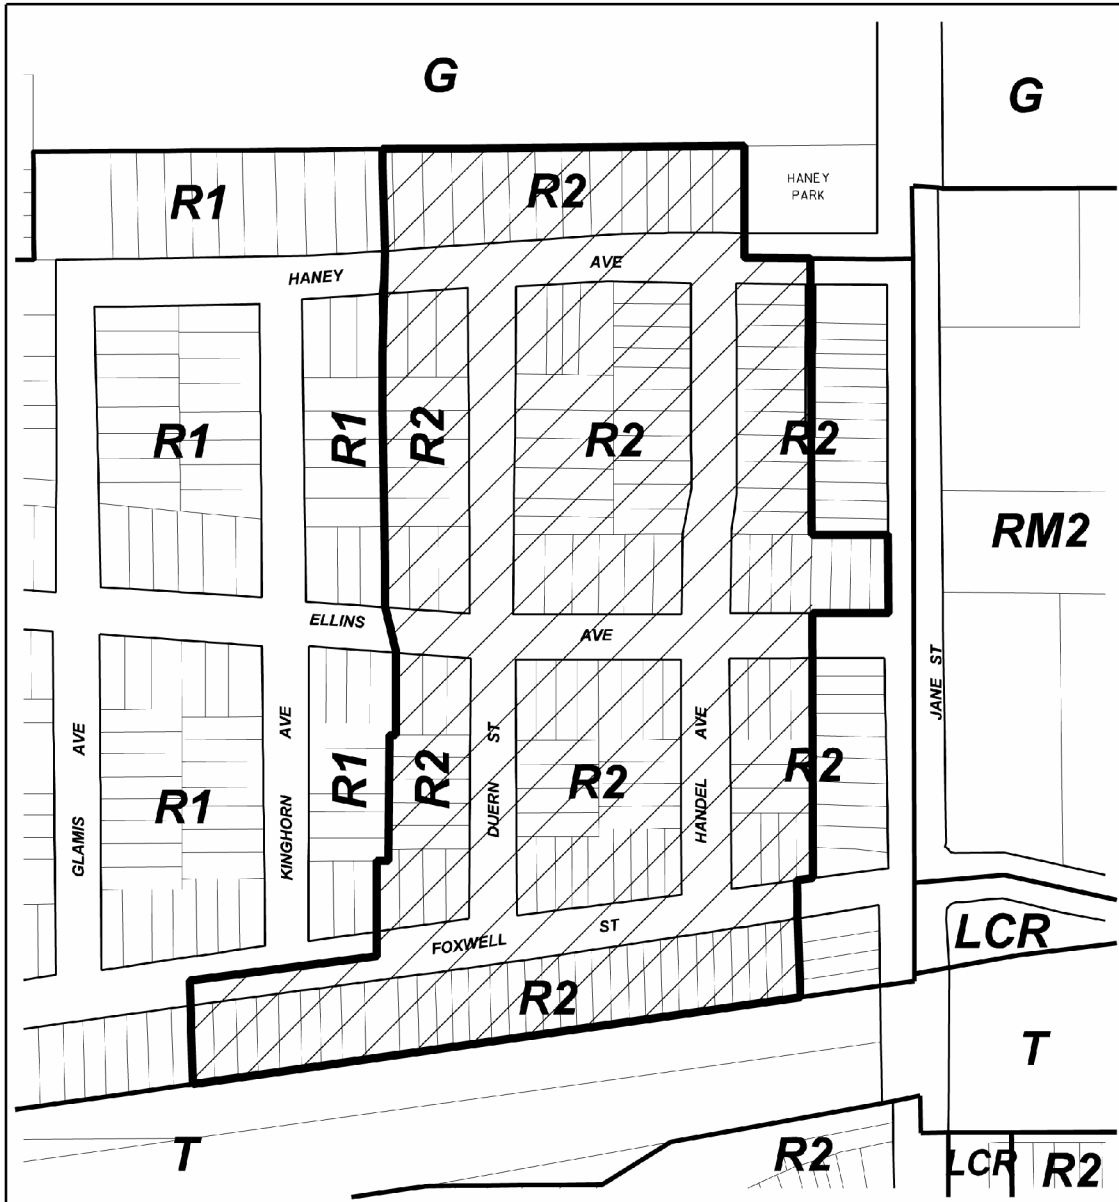 G
G
R1
R2
HANEY
PARK
HANEY AVE
R1
R1
R2
R2
R2
RM2
ELLINS AVE
JANE ST
GLAMIS AVE
KINGHORN AVE
DUERN ST
HANDEL AVE
R1
R1
R2
R2
R2
FOXWELL ST
LCR
R2
T
T
R2
LCR
R2